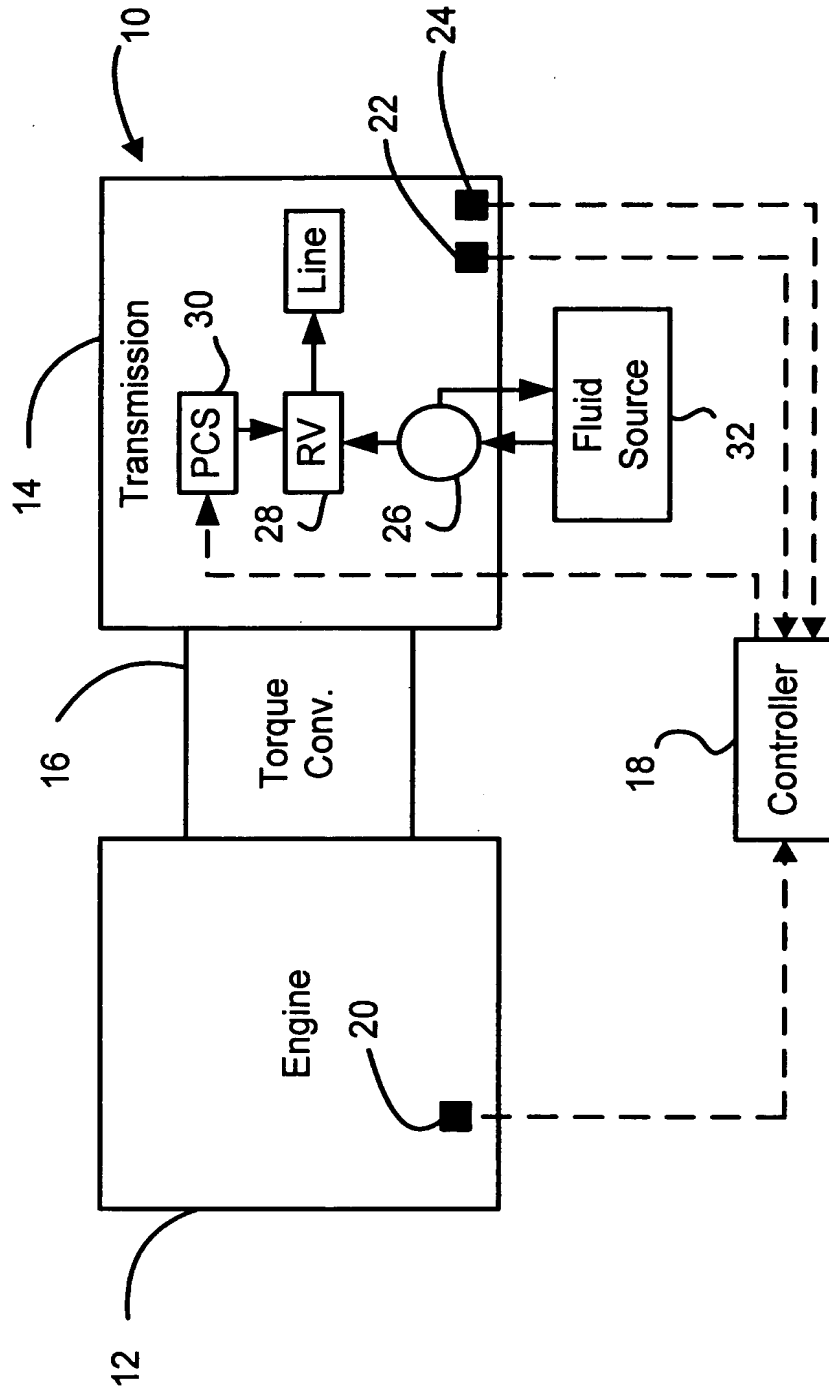 10
14
16
12
Transmission
30
PCS
Line
RV
28
26
22
24
Torque
Conv.
Engine
20
Fluid
Source
32
18
Controller